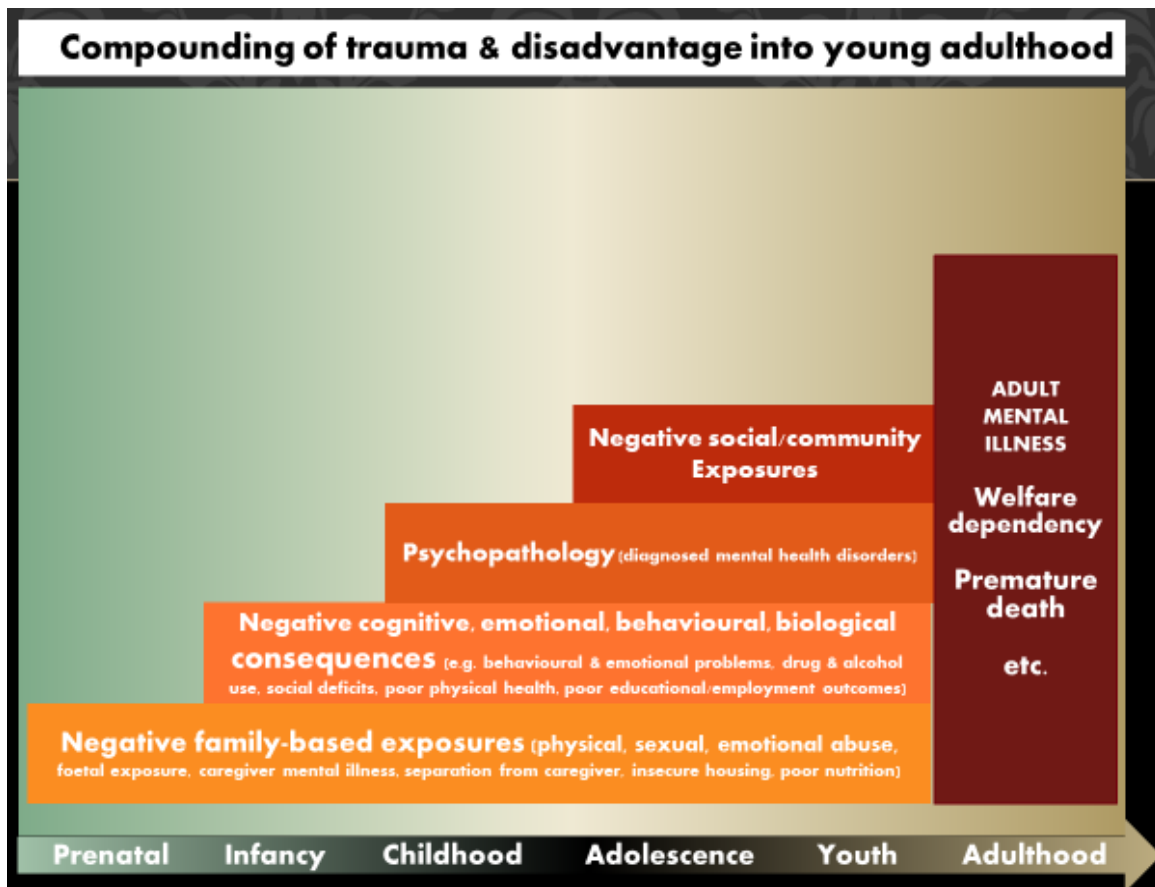 Compounding of trauma & disadvantage into young adulthood
Negative social/community
Exposures
Psychopathology (diagnosed mental health disorders)
Negative cognitive, emotional, behavioural, biological
consequences (e.g. behavioural & emotional problems, drug & alcohol
use, social deficits, poor physical health, poor educational/employment outcomes)
Negative family-based exposures (physical, sexual, emotional abuse,
foetal exposure, caregiver mental illness, separation from caregiver, insecure housing, poor nutrition)
ADULT
MENTAL
ILLNESS
Welfare
dependency
Premature
death
etc.
Prenatal Infancy Childhood Adolescence Youth Adulthood